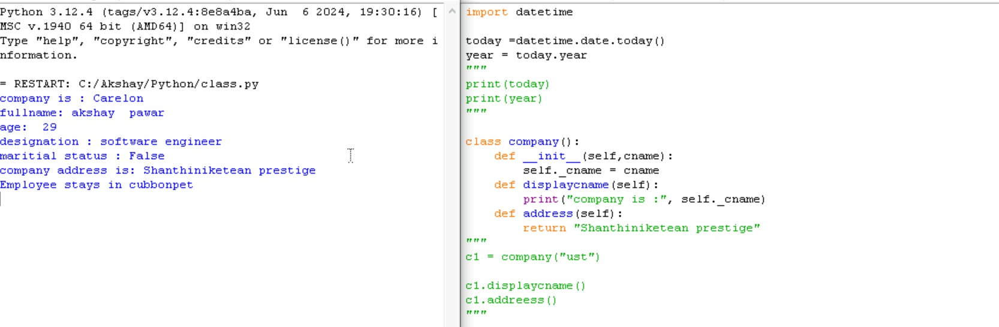 Python 3.12.4 (tags/v3.12.4:8e8a4ba, Jun  6 2024, 19:30:16) [
MSC v.1940 64 bit (AMD64)] on win32
Type "help", "copyright", "credits" or "license()" for more i
nformation.
= RESTART: C:/Akshay/Python/class.py
company is : Carelon
fullname: akshay  pawar
age:  29
designation : software engineer
maritial status : False
company address is: Shanthiniketean prestige
Employee stays in cubbonpet
import datetime
today =datetime.date.today()
year = today.year
"""
print(today)
print(year)
"""
class company():
    def __init__(self,cname):
        self._cname = cname
    def displaycname(self):
        print("company is :", self._cname)
    def address(self):
        return "Shanthiniketean prestige"
"""
c1 = company("ust")
c1.displaycname()
c1.addreess()
"""